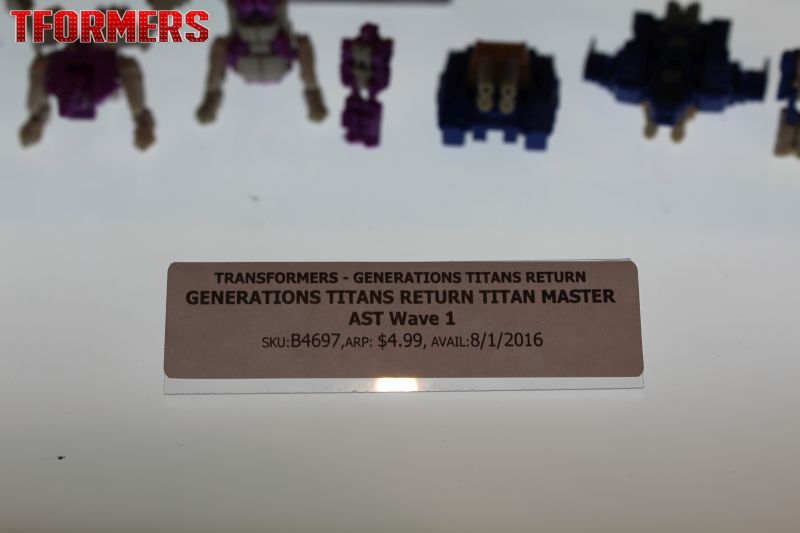 TFORMERS
TRANSFORMERS - GENERATIONS TITANS RETURN
GENERATIONS TITANS RETURN TITAN MASTER
AST Wave 1
SKU:B4697,ARP: $4.99, AVAIL:8/1/2016